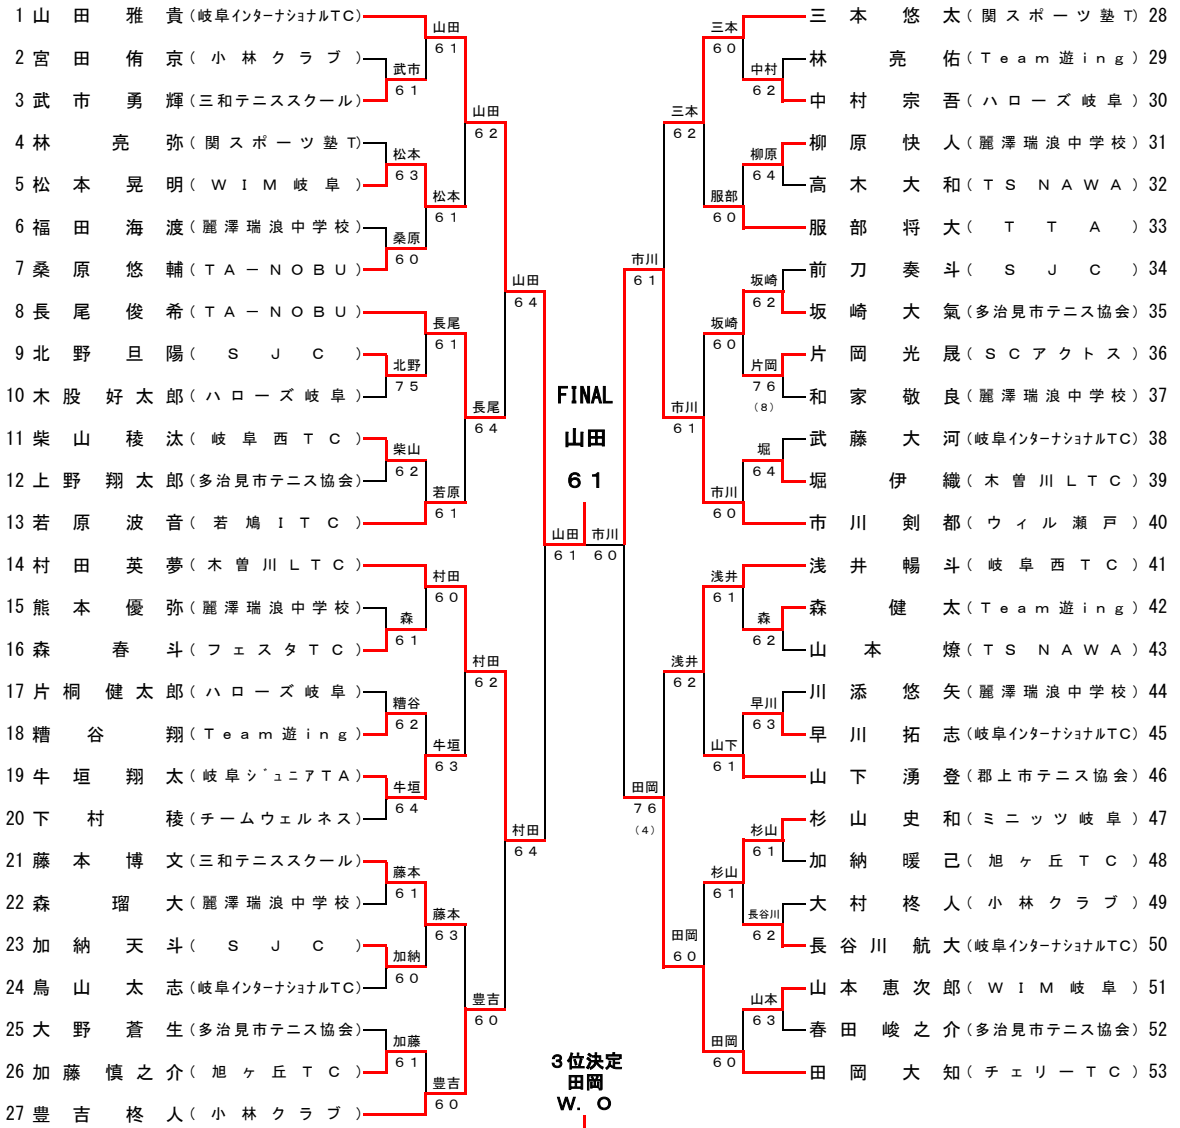 1 山田 雅貴 (岐阜インターナショナルTC)
2 宮田 侑京 (小林クラブ)
3 武市 勇輝 (三和テニススクール)
4 林 亮弥 (関スポーツ塾T)
5 松本 晃明 (WIM岐阜)
6 福田 海渡 (麗澤瑞浪中学校)
7 桑原 悠輔 (TA－NOBU)
8 長尾 俊希 (TA－NOBU)
9 北野 旦陽 (SJC)
10 木股 好太郎 (ハローズ岐阜)
11 柴山 稜汰 (岐阜西TC)
12 上野 翔太郎 (多治見市テニス協会)
13 若原 波音 (若鳩ITC)
14 村田 英夢 (木曽川LTC)
15 熊本 優弥 (麗澤瑞浪中学校)
16 森 春斗 (フェスタTC)
17 片桐 健太郎 (ハローズ岐阜)
18 糟谷 翔 (Team遊ing)
19 牛垣 翔太 (岐阜ジュニアTA)
20 下村 稜 (チームウェルネス)
21 藤本 博文 (三和テニススクール)
22 森 瑠大 (麗澤瑞浪中学校)
23 加納 天斗 (SJC)
24 鳥山 太志 (岐阜インターナショナルTC)
25 大野 蒼生 (多治見市テニス協会)
26 加藤 慎之介 (旭ヶ丘TC)
27 豊吉 柊人 (小林クラブ)
武市
61
松本
63
桑原
60
北野
75
柴山
62
森
61
糟谷
62
牛垣
64
藤本
61
加納
60
加藤
61
山田
61
松本
61
長尾
61
若原
61
村田
60
牛垣
63
藤本
63
豊吉
60
山田
62
長尾
64
村田
62
豊吉
60
山田
64
村田
64
山田
61
FINAL
山田
61
3位決定
田岡
W.O
市川
60
市川
61
田岡
76
(4)
三本
62
市川
61
浅井
62
田岡
60
三本
60
服部
60
坂崎
60
市川
60
浅井
61
山下
61
杉山
61
田岡
60
中村
62
柳原
64
坂崎
62
片岡
76
(8)
堀
64
森
62
早川
63
杉山
61
長谷川
62
山本
63
三本 悠太 (関スポーツ塾T) 28
林 亮佑 (Team遊ing) 29
中村 宗吾 (ハローズ岐阜) 30
柳原 快人 (麗澤瑞浪中学校) 31
高木 大和 (TS NAWA) 32
服部 将大 (TTA) 33
前刀 奏斗 (SJC) 34
坂崎 大氣 (多治見市テニス協会) 35
片岡 光晟 (SCアクトス) 36
和家 敬良 (麗澤瑞浪中学校) 37
武藤 大河 (岐阜インターナショナルTC) 38
堀 伊織 (木曽川LTC) 39
市川 剣都 (ウィル瀬戸) 40
浅井 暢斗 (岐阜西TC) 41
森 健太 (Team遊ing) 42
山本 燎 (TS NAWA) 43
川添 悠矢 (麗澤瑞浪中学校) 44
早川 拓志 (岐阜インターナショナルTC) 45
山下 湧登 (郡上市テニス協会) 46
杉山 史和 (ミニッツ岐阜) 47
加納 暖己 (旭ヶ丘TC) 48
大村 柊人 (小林クラブ) 49
長谷川 航大 (岐阜インターナショナルTC) 50
山本 恵次郎 (WIM岐阜) 51
春田 峻之介 (多治見市テニス協会) 52
田岡 大知 (チェリーTC) 53